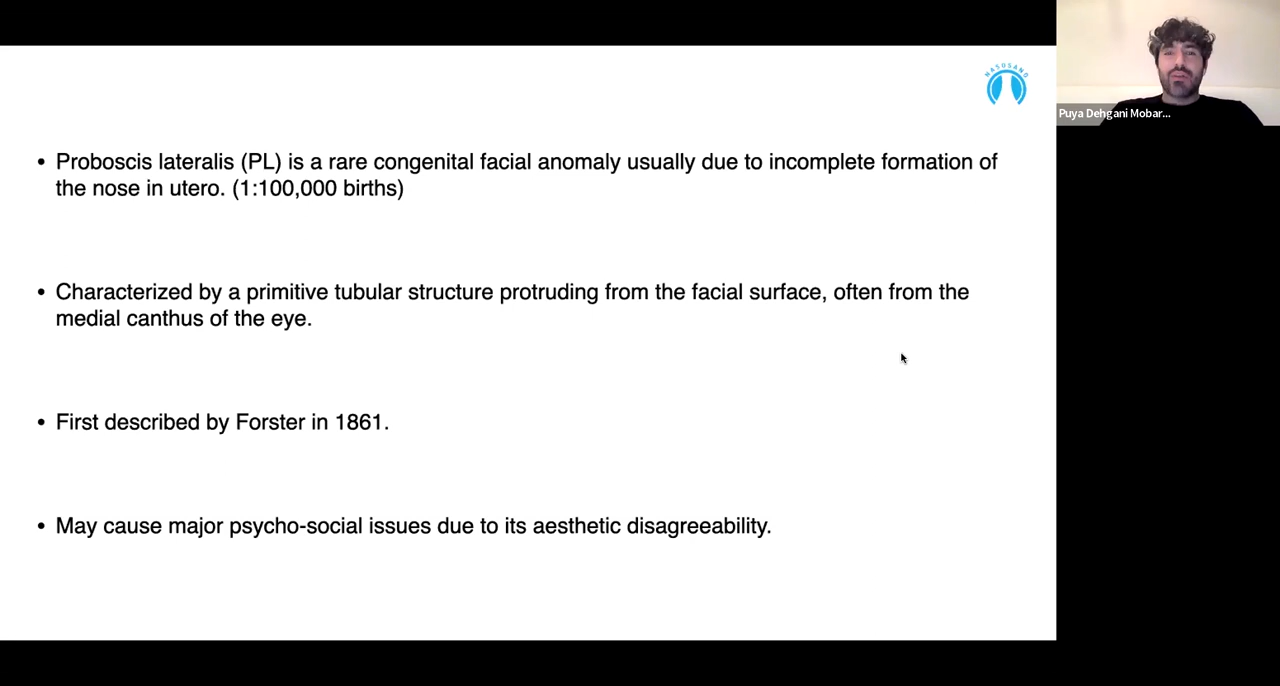 NASOSANO
• Proboscis lateralis (PL) is a rare congenital facial anomaly usually due to incomplete formation of
the nose in utero. (1:100,000 births)
• Characterized by a primitive tubular structure protruding from the facial surface, often from the
medial canthus of the eye.
• First described by Forster in 1861.
• May cause major psycho-social issues due to its aesthetic disagreeability.
Puya Dehgani Mobar...